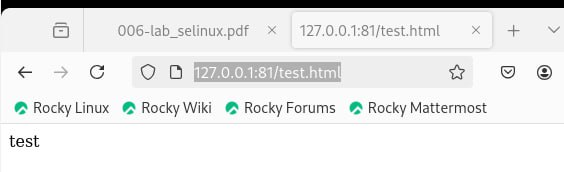 006-lab_selinux.pdf 127.0.0.1:81/test.html
127.0.0.1:81/test.html
Rocky Linux Rocky Wiki Rocky Forums Rocky Mattermost
test